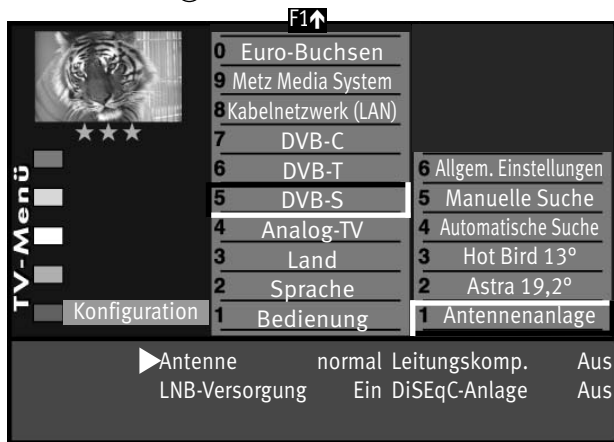 F1↑
TV-Menü
Konfiguration
0 Euro-Buchsen
9 Metz Media System
8 Kabelnetzwerk (LAN)
7 DVB-C
6 DVB-T
5 DVB-S
4 Analog-TV
3 Land
2 Sprache
1 Bedienung
6 Allgem. Einstellungen
5 Manuelle Suche
4 Automatische Suche
3 Hot Bird 13°
2 Astra 19,2°
1 Antennenanlage
Antenne normal Leitungskomp. Aus
LNB-Versorgung Ein DiSEqC-Anlage Aus